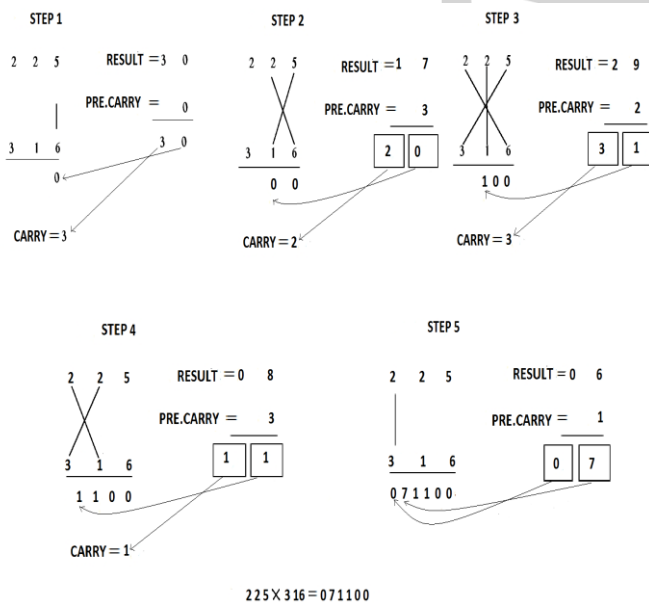 STEP 1
2 2 5
RESULT = 3 0
PRE.CARRY = 0
3 1 6
3 0
0
CARRY = 3
STEP 2
2 2 5
RESULT = 1 7
PRE.CARRY = 3
3 1 6
2 0
0 0
CARRY = 2
STEP 3
2 2 5
RESULT = 2 9
PRE.CARRY = 2
3 1 6
3 1
1 0 0
CARRY = 3
STEP 4
2 2 5
RESULT = 0 8
PRE.CARRY = 3
3 1 6
1 1
1 1 0 0
CARRY = 1
STEP 5
2 2 5
RESULT = 0 6
PRE.CARRY = 1
3 1 6
0 7
0 7 1 1 0 0
225 X 316 = 071100